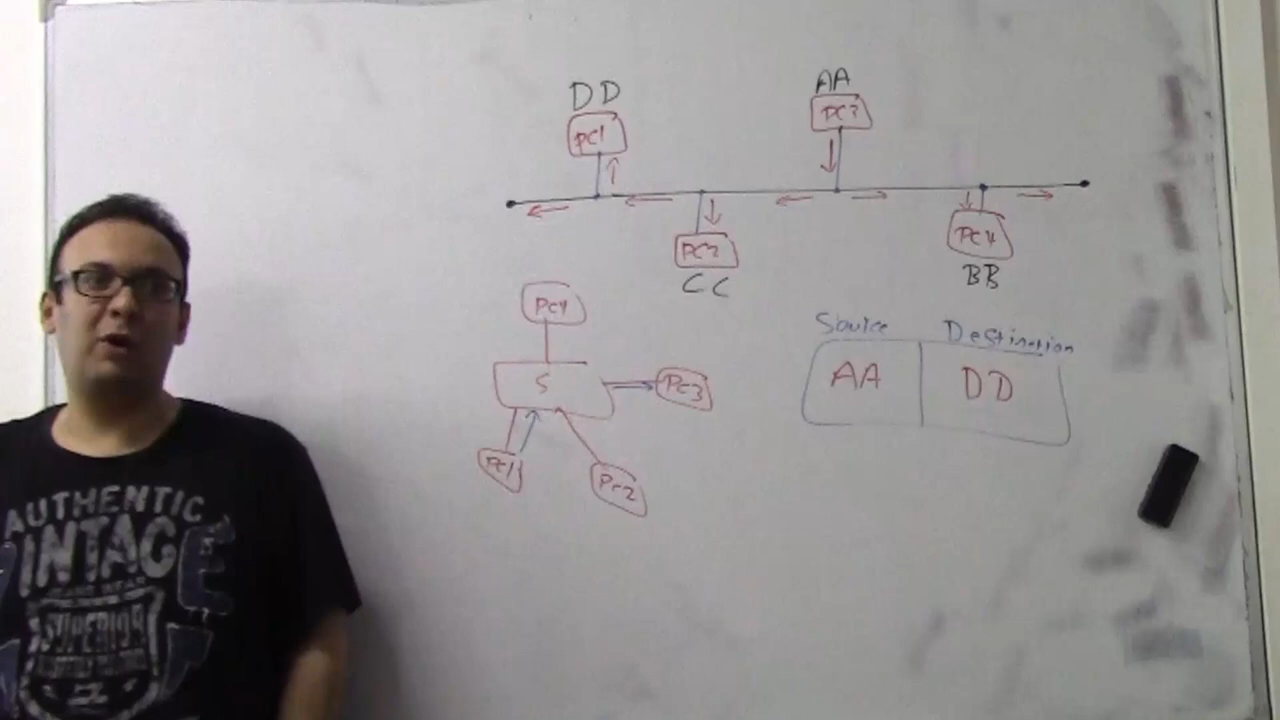 DD
AA
PC1
PC3
PC2
PC4
CC
BB
PC4
Source Destination
S
PC3
AA DD
PC1
PC2
AUTHENTIC
VINTAGE
SUPERIOR